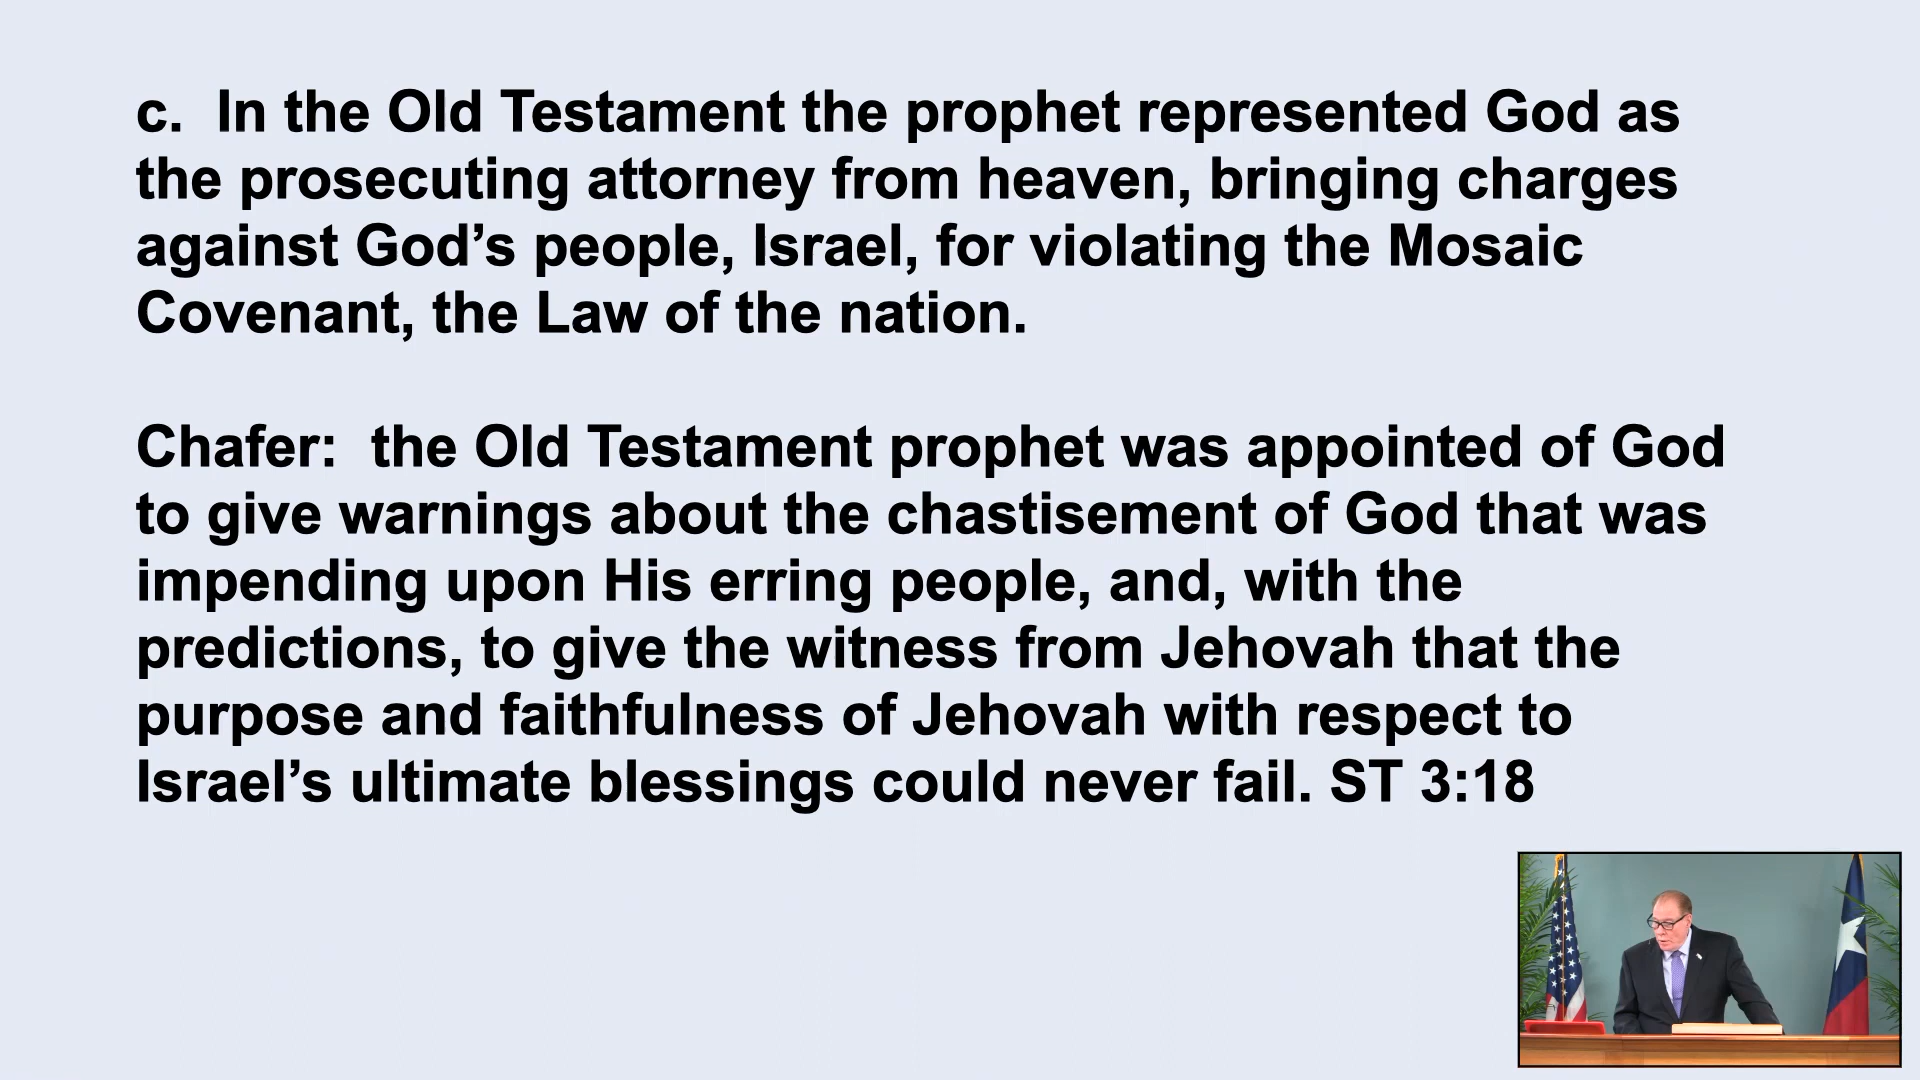 c.  In the Old Testament the prophet represented God as
the prosecuting attorney from heaven, bringing charges
against God’s people, Israel, for violating the Mosaic
Covenant, the Law of the nation.
Chafer:  the Old Testament prophet was appointed of God
to give warnings about the chastisement of God that was
impending upon His erring people, and, with the
predictions, to give the witness from Jehovah that the
purpose and faithfulness of Jehovah with respect to
Israel’s ultimate blessings could never fail. ST 3:18